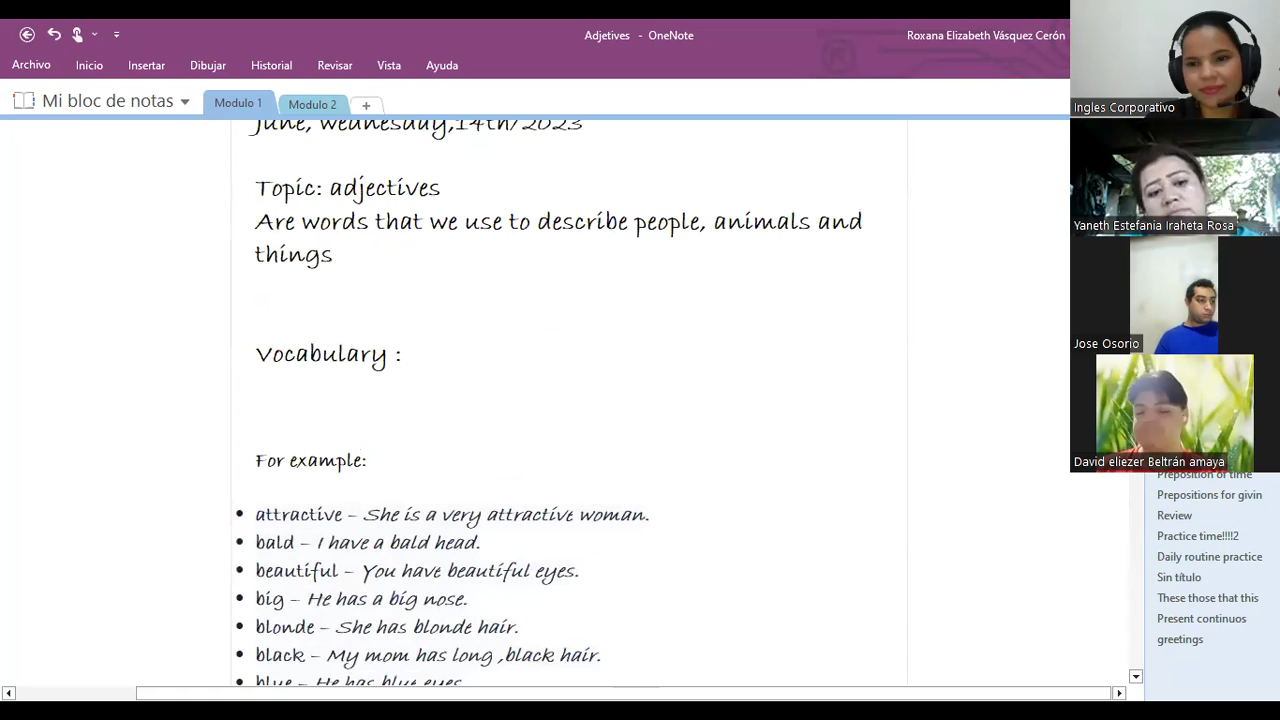 Adjetives - OneNote
Roxana Elizabeth Vásquez Cerón
Archivo Inicio Insertar Dibujar Historial Revisar Vista Ayuda
Mi bloc de notas
Modulo 1
Modulo 2
June, wednesday,14th/2023
Topic: adjectives
Are words that we use to describe people, animals and
things
Vocabulary :
For example:
attractive – She is a very attractive woman.
bald – I have a bald head.
beautiful – You have beautiful eyes.
big – He has a big nose.
blonde – She has blonde hair.
black – My mom has long ,black hair.
blue – He has blue eyes.
Ingles Corporativo
Yaneth Estefania Iraheta Rosa
Jose Osorio
David eliezer Beltrán amaya
Preposition of time
Prepositions for givin
Review
Practice time!!!!2
Daily routine practice
Sin título
These those that this
Present continuos
greetings